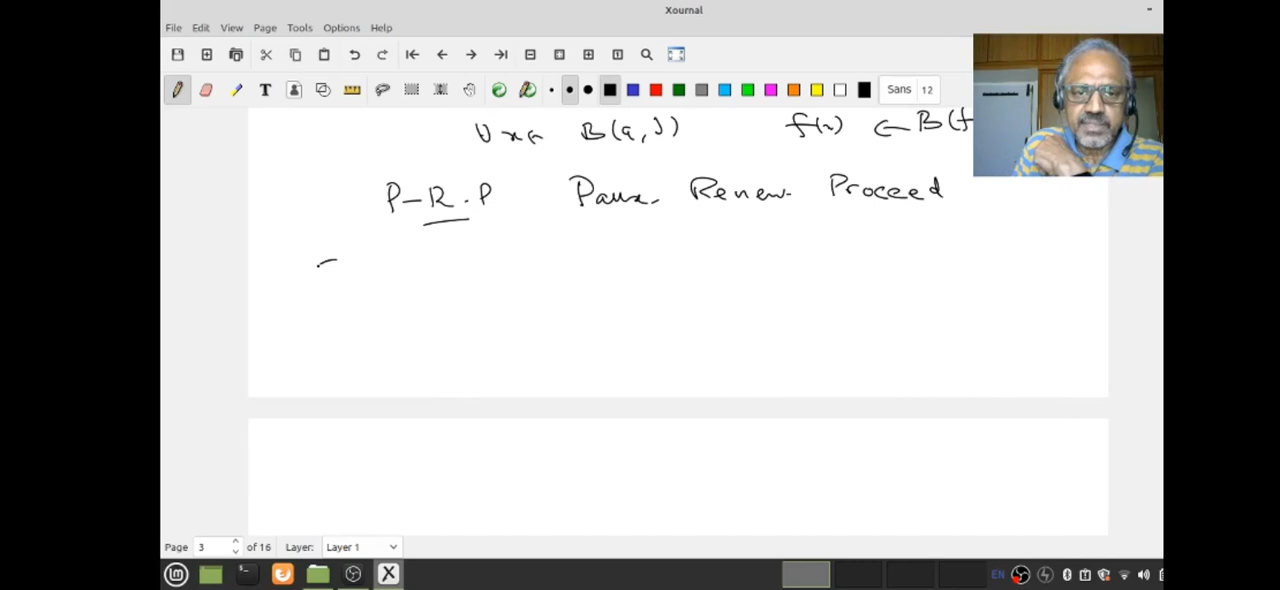 Xournal
File Edit View Page Tools Options Help
Sans 12
∀ x ∈ B(a, δ) f(x) ∈ B(f
P-R.P Pause. Renew. Proceed
Page 3 of 16 Layer: Layer 1
EN